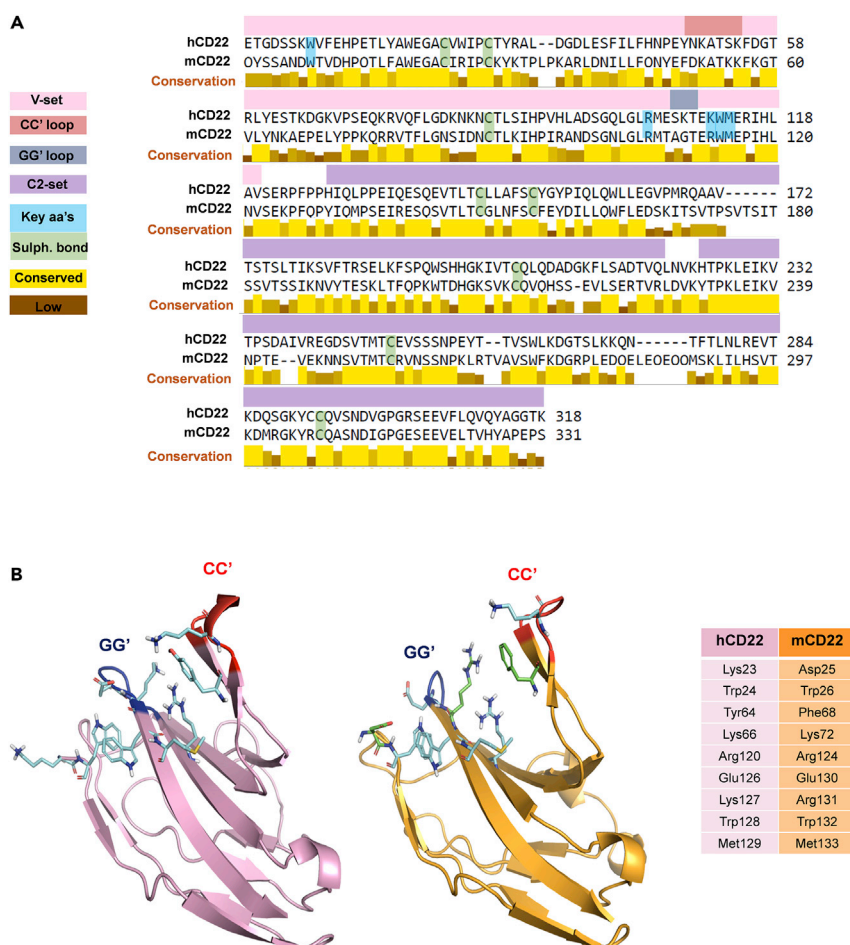 A
hCD22 ETGDSSKWVFEHPETLYAWEGACVWIPCTYRAL--DGDLESFILFHNPEYNKATSKFDGT 58
mCD22 OYSSANDWTVDHPOTLFAWEGACIRIPCKYKTPLPKARLDNILLFONYEFDKATKKFKGT 60
Conservation
V-set
CC' loop
GG' loop
C2-set
Key aa's
Sulph. bond
Conserved
Low
hCD22 RLYESTKDGKVPSEQKRVQFLGDKNKNCTLSIHPVHLADSGQLGLRMESKTEKWMERIHL 118
mCD22 VLYNKAEPELYPPKQRRVTFLGNSIDNCTLKIHPIRANDSGNLGLRMTAGTERWMEPIHL 120
Conservation
hCD22 AVSERPFPPHIQLPPEIQESQEVTLTCLLAFSCYGYPIQLQWLLEGVPMRQAAV------ 172
mCD22 NVSEKPFQPYIQMPSEIRESQSVTLTCGLNFSCFEYDILLQWFLEDSKITSVTPSVTSIT 180
Conservation
hCD22 TSTSLTIKSVFTRSELKFSPQWSHHGKIVTCQLQDADGKFLSADTVQLNVKHTPKLEIKV 232
mCD22 SSVTSSIKNVYTESKLTFQPKWTDHGKSVKCQVQHSS-EVLSERTVRLDVKYTPKLEIKV 239
Conservation
hCD22 TPSDAIVREGDSVTMTCEVSSSNPEYT--TVSWLKDGTSLKKQN------TFTLNLREVT 284
mCD22 NPTE--VEKNNSVTMTCRVNSSNPKLRTVAVSWFKDGRPLEDOELEOEOOMSKLILHSVT 297
Conservation
hCD22 KDQSGKYCCQVSNDVGPGRSEEVFLQVQYAGGTK 318
mCD22 KDMRGKYRCQASNDIGPGESEEVELTVHYAPEPS 331
Conservation
B
CC'
GG'
CC'
GG'
hCD22 mCD22
Lys23 Asp25
Trp24 Trp26
Tyr64 Phe68
Lys66 Lys72
Arg120 Arg124
Glu126 Glu130
Lys127 Arg131
Trp128 Trp132
Met129 Met133